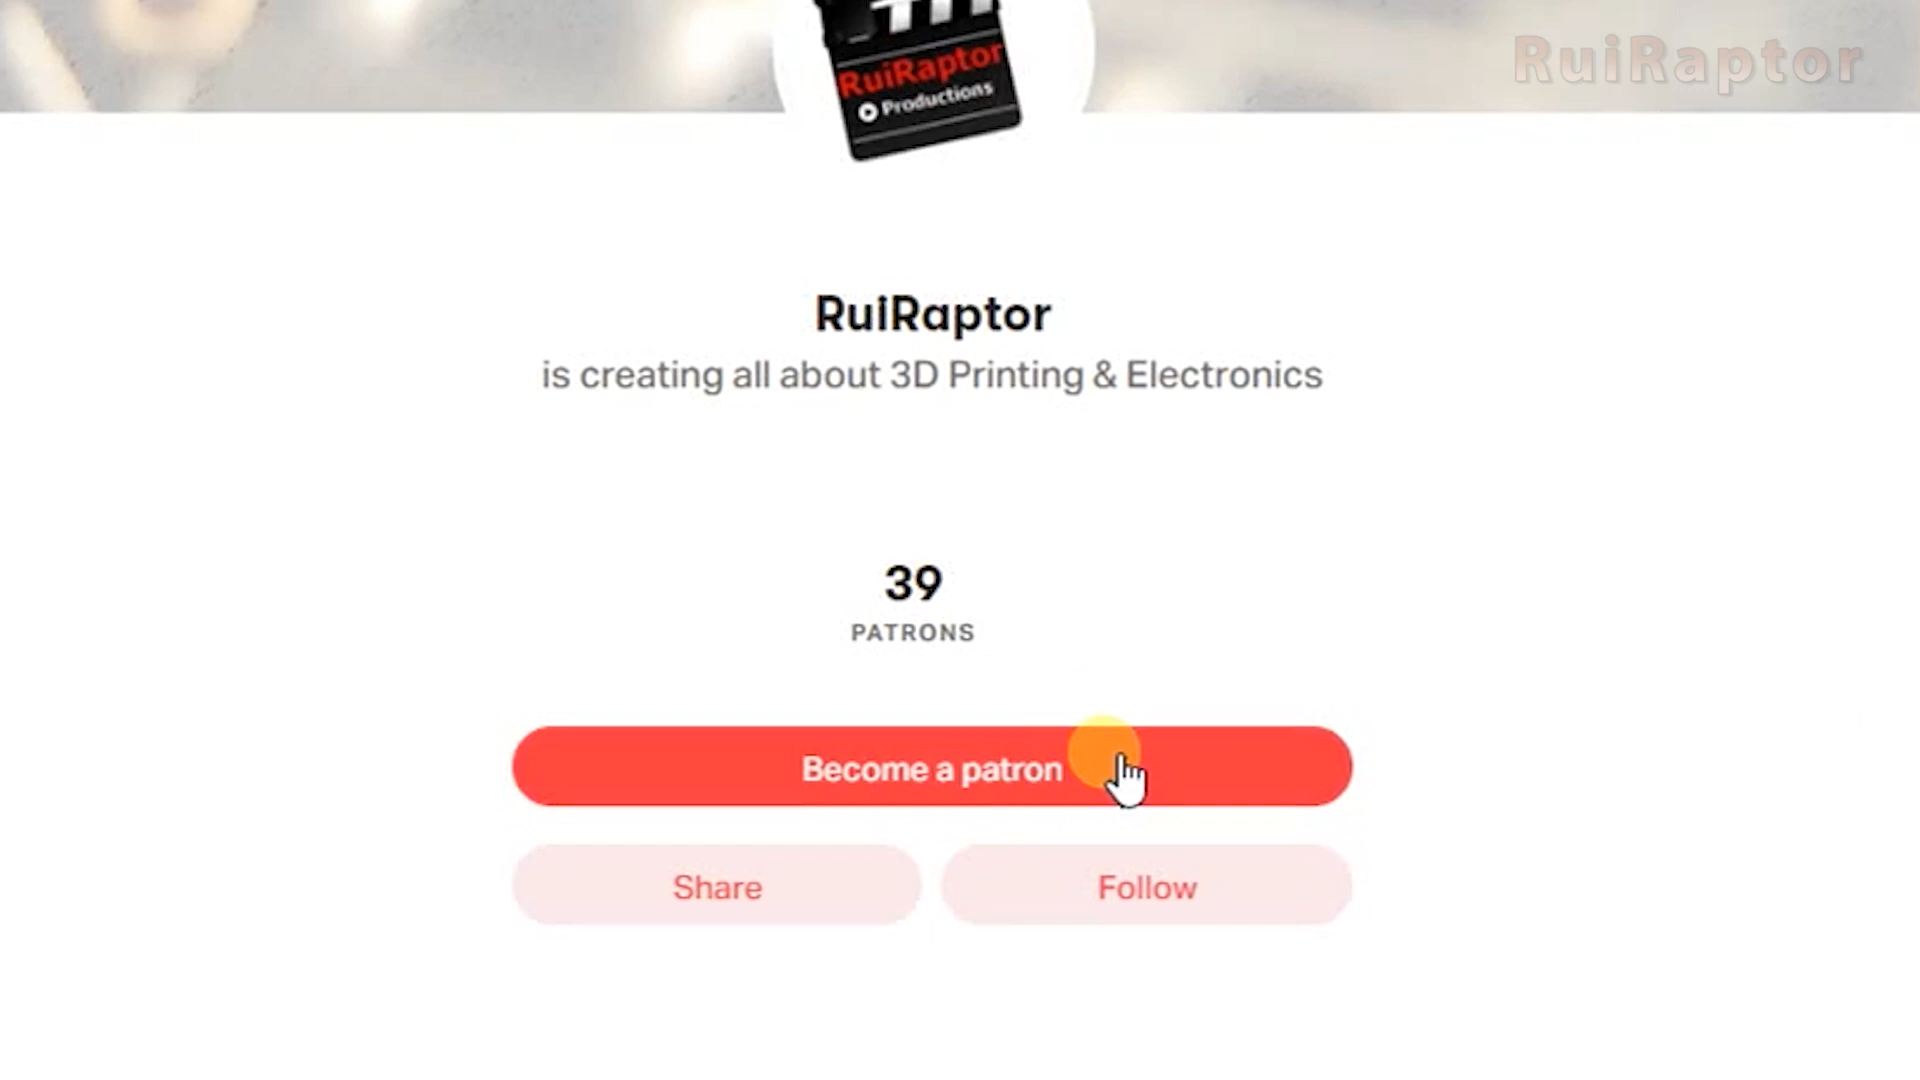 RuiRaptor
RuiRaptor
Productions
RuiRaptor
is creating all about 3D Printing & Electronics
39
PATRONS
Become a patron
Share
Follow